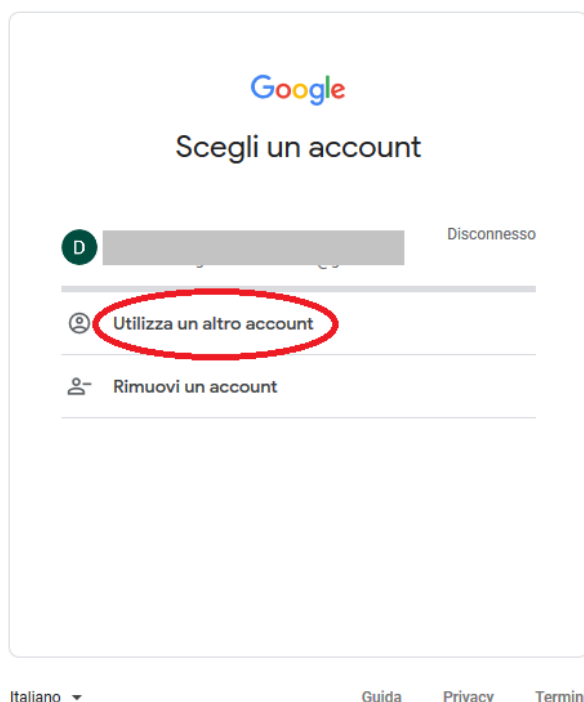 Google
Scegli un account
D
Disconnesso
Utilizza un altro account
Rimuovi un account
Italiano
Guida Privacy Termin